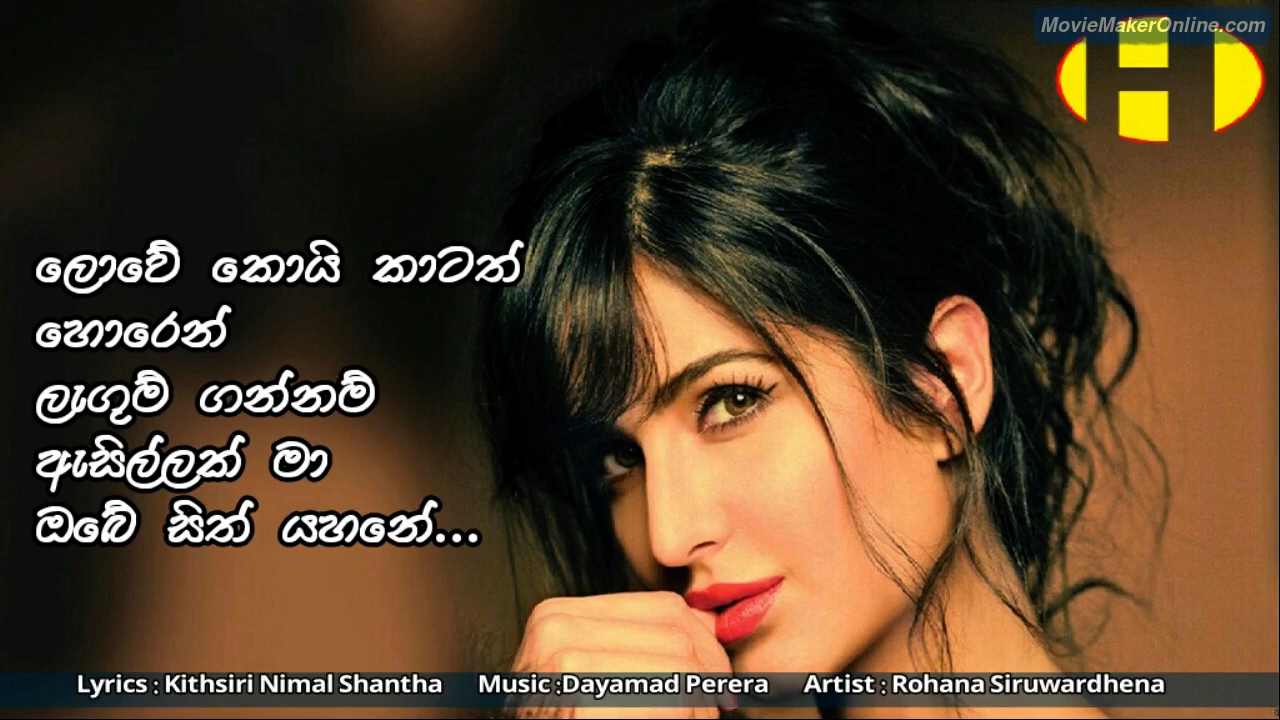 MovieMakerOnline.com
H
ලොවේ කොයි කාටත්
හොරෙන්
ලැගුම් ගන්නම්
ඇසිල්ලක් මා
ඔබේ සිත් යහනේ...
Lyrics : Kithsiri Nimal Shantha Music :Dayamad Perera Artist : Rohana Siruwardhena